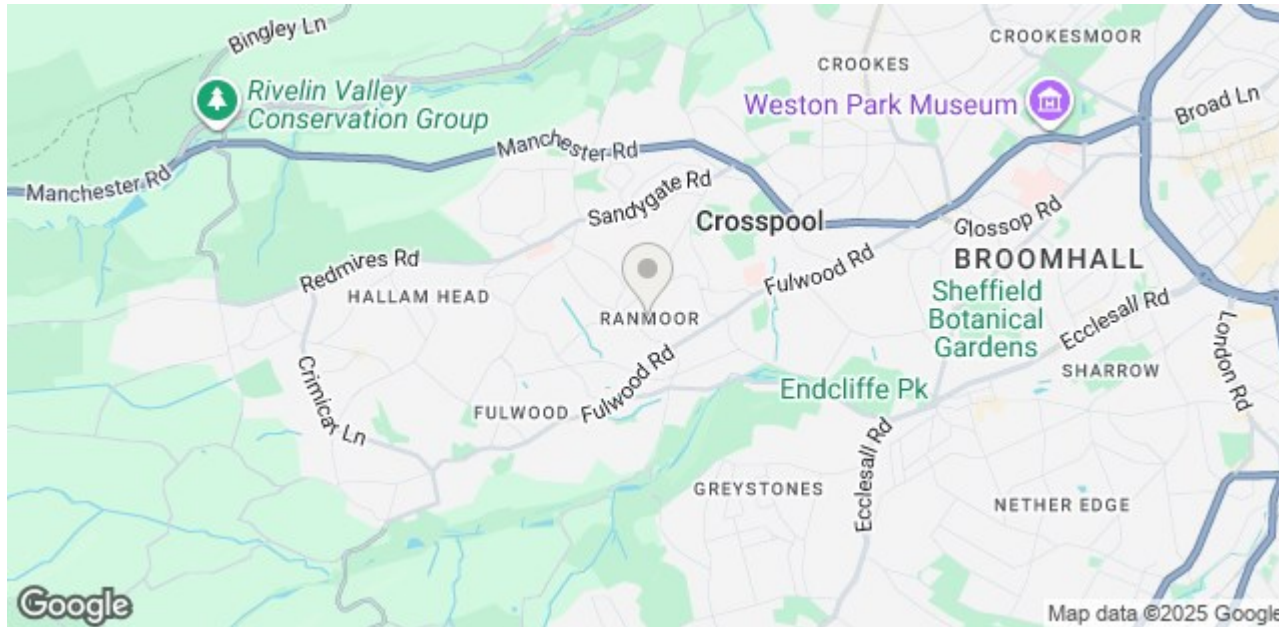 Bingley Ln
CROOKESMOOR
CROOKES
Rivelin Valley
Conservation Group
Weston Park Museum
Broad Ln
Manchester Rd
Manchester Rd
Sandygate Rd
Crosspool
Glossop Rd
Redmires Rd
Fulwood Rd
BROOMHALL
HALLAM HEAD
RANMOOR
Sheffield
Botanical
Gardens
Ecclesall Rd
London Rd
SHARROW
Crimicar Ln
FULWOOD
Fulwood Rd
Endcliffe Pk
Ecclesall Rd
GREYSTONES
NETHER EDGE
Google
Map data ©2025 Google